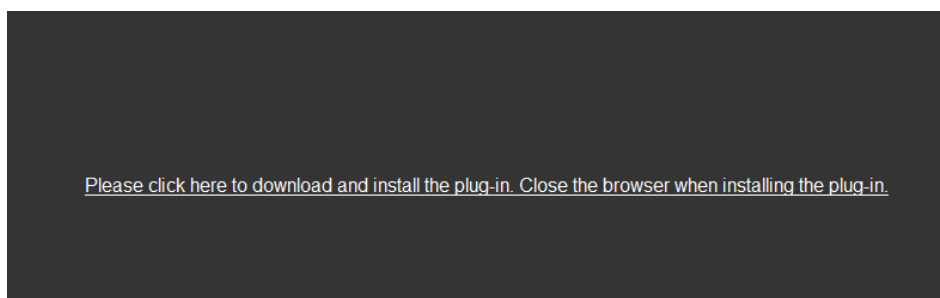 Please click here to download and install the plug-in. Close the browser when installing the plug-in.